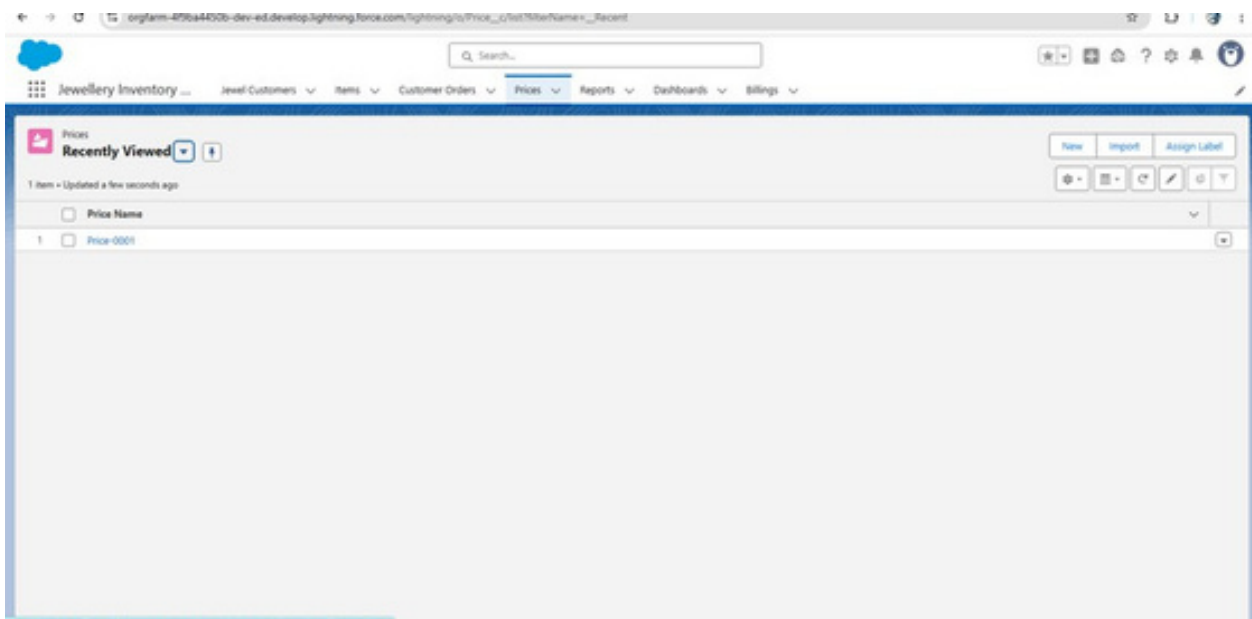 orgfarm-4f9ba4450b-dev-ed.develop.lightning.force.com/lightning/o/Price__c/list?filterName=__Recent
Search...
Jewellery Inventory ... Jewel Customers Items Customer Orders Prices Reports Dashboards Billings
Prices
Recently Viewed
New Import Assign Label
1 item • Updated a few seconds ago
Price Name
1 Price-0001